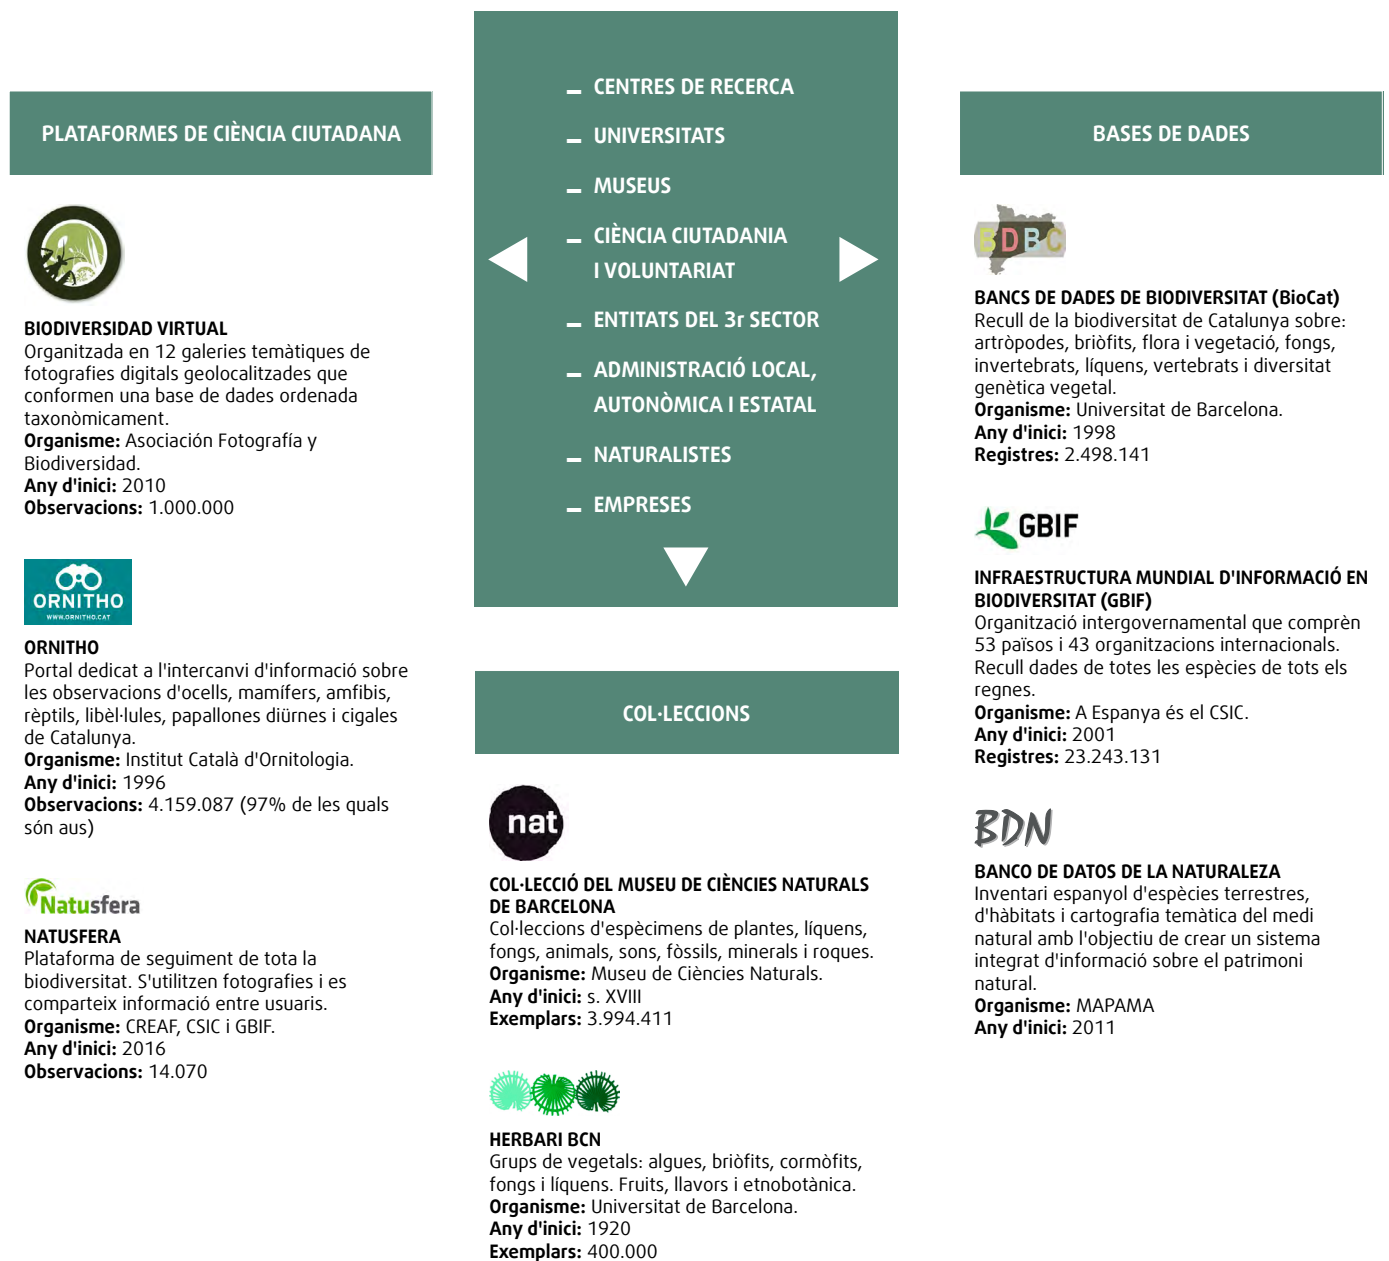 PLATAFORMES DE CIÈNCIA CIUTADANA
BIODIVERSIDAD VIRTUAL
Organitzada en 12 galeries temàtiques de
fotografies digitals geolocalitzades que
conformen una base de dades ordenada
taxonòmicament.
Organisme: Asociación Fotografía y
Biodiversidad.
Any d'inici: 2010
Observacions: 1.000.000
ORNITHO
WWW.ORNITHO.CAT
ORNITHO
Portal dedicat a l'intercanvi d'informació sobre
les observacions d'ocells, mamífers, amfibis,
rèptils, libèl·lules, papallones diürnes i cigales
de Catalunya.
Organisme: Institut Català d'Ornitologia.
Any d'inici: 1996
Observacions: 4.159.087 (97% de les quals
són aus)
Natusfera
NATUSFERA
Plataforma de seguiment de tota la
biodiversitat. S'utilitzen fotografies i es
comparteix informació entre usuaris.
Organisme: CREAF, CSIC i GBIF.
Any d'inici: 2016
Observacions: 14.070
– CENTRES DE RECERCA
– UNIVERSITATS
– MUSEUS
– CIÈNCIA CIUTADANIA
I VOLUNTARIAT
– ENTITATS DEL 3r SECTOR
– ADMINISTRACIÓ LOCAL,
AUTONÒMICA I ESTATAL
– NATURALISTES
– EMPRESES
COL·LECCIONS
nat
COL·LECCIÓ DEL MUSEU DE CIÈNCIES NATURALS
DE BARCELONA
Col·leccions d'espècimens de plantes, líquens,
fongs, animals, sons, fòssils, minerals i roques.
Organisme: Museu de Ciències Naturals.
Any d'inici: s. XVIII
Exemplars: 3.994.411
HERBARI BCN
Grups de vegetals: algues, briòfits, cormòfits,
fongs i líquens. Fruits, llavors i etnobotànica.
Organisme: Universitat de Barcelona.
Any d'inici: 1920
Exemplars: 400.000
BASES DE DADES
BDBC
BANCS DE DADES DE BIODIVERSITAT (BioCat)
Recull de la biodiversitat de Catalunya sobre:
artròpodes, briòfits, flora i vegetació, fongs,
invertebrats, líquens, vertebrats i diversitat
genètica vegetal.
Organisme: Universitat de Barcelona.
Any d'inici: 1998
Registres: 2.498.141
GBIF
INFRAESTRUCTURA MUNDIAL D'INFORMACIÓ EN
BIODIVERSITAT (GBIF)
Organització intergovernamental que comprèn
53 països i 43 organitzacions internacionals.
Recull dades de totes les espècies de tots els
regnes.
Organisme: A Espanya és el CSIC.
Any d'inici: 2001
Registres: 23.243.131
BDN
BANCO DE DATOS DE LA NATURALEZA
Inventari espanyol d'espècies terrestres,
d'hàbitats i cartografia temàtica del medi
natural amb l'objectiu de crear un sistema
integrat d'informació sobre el patrimoni
natural.
Organisme: MAPAMA
Any d'inici: 2011